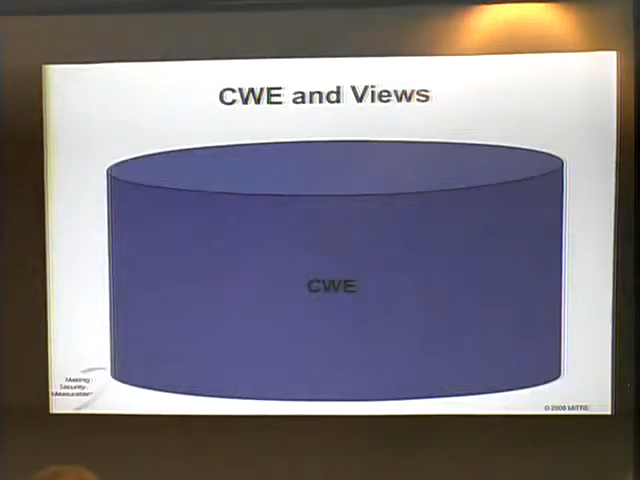 CWE and Views
CWE
Making
Security
Measurable
© 2008 MITRE